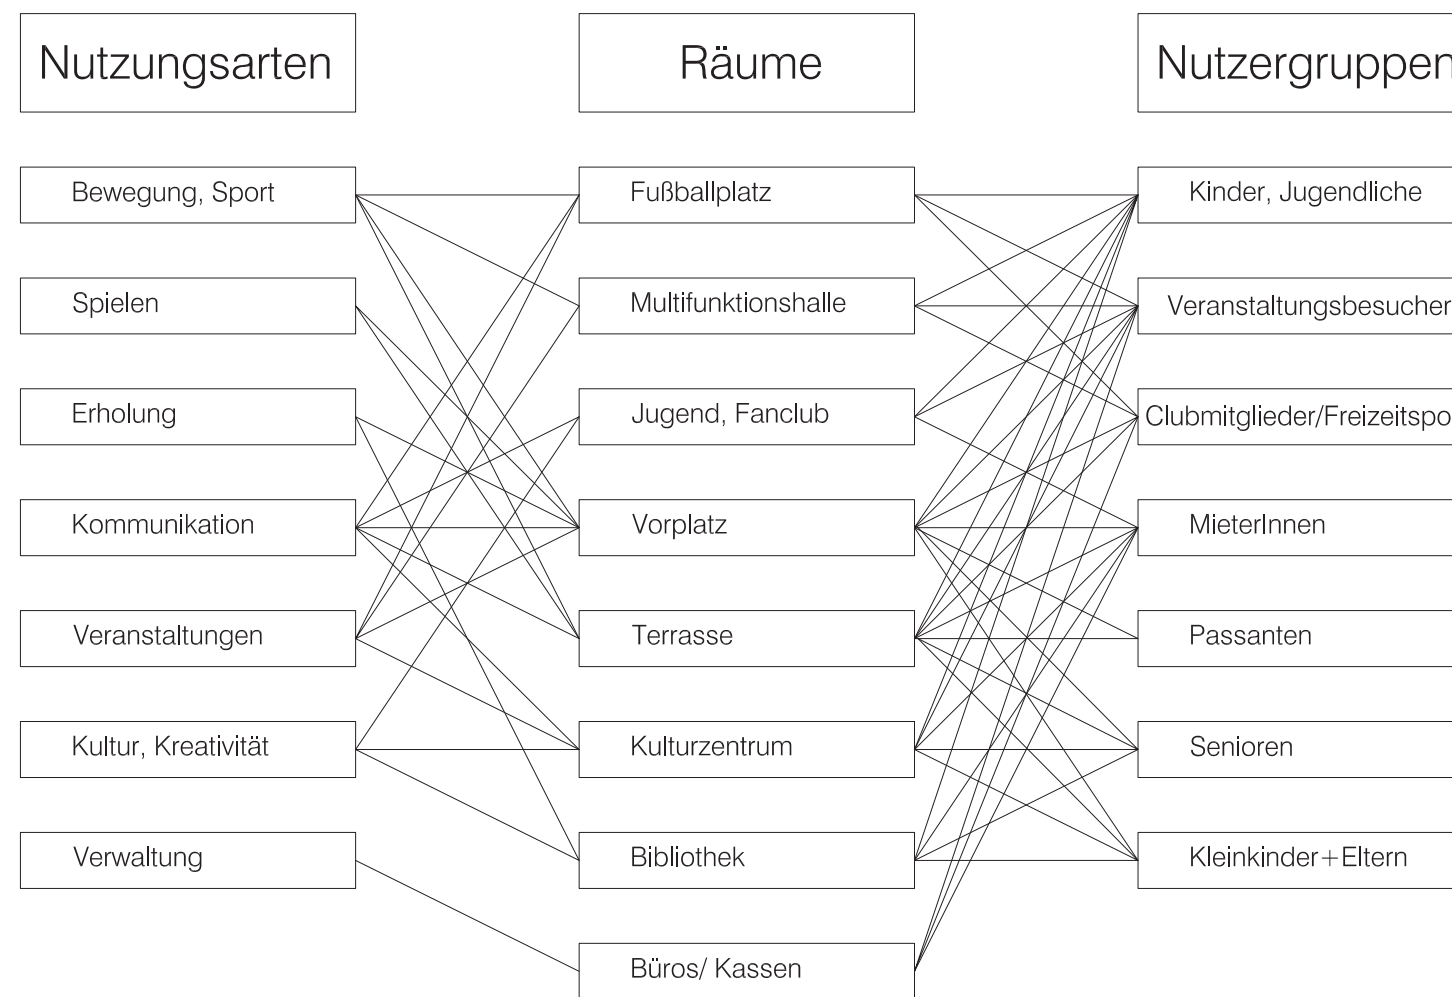 Nutzungsarten
Räume
Nutzergruppen
Bewegung, Sport
Fußballplatz
Kinder, Jugendliche
Spielen
Multifunktionshalle
Veranstaltungsbesucher
Erholung
Jugend, Fanclub
Clubmitglieder/Freizeitspo
Kommunikation
Vorplatz
MieterInnen
Veranstaltungen
Terrasse
Passanten
Kultur, Kreativität
Kulturzentrum
Senioren
Verwaltung
Bibliothek
Kleinkinder+Eltern
Büros/ Kassen